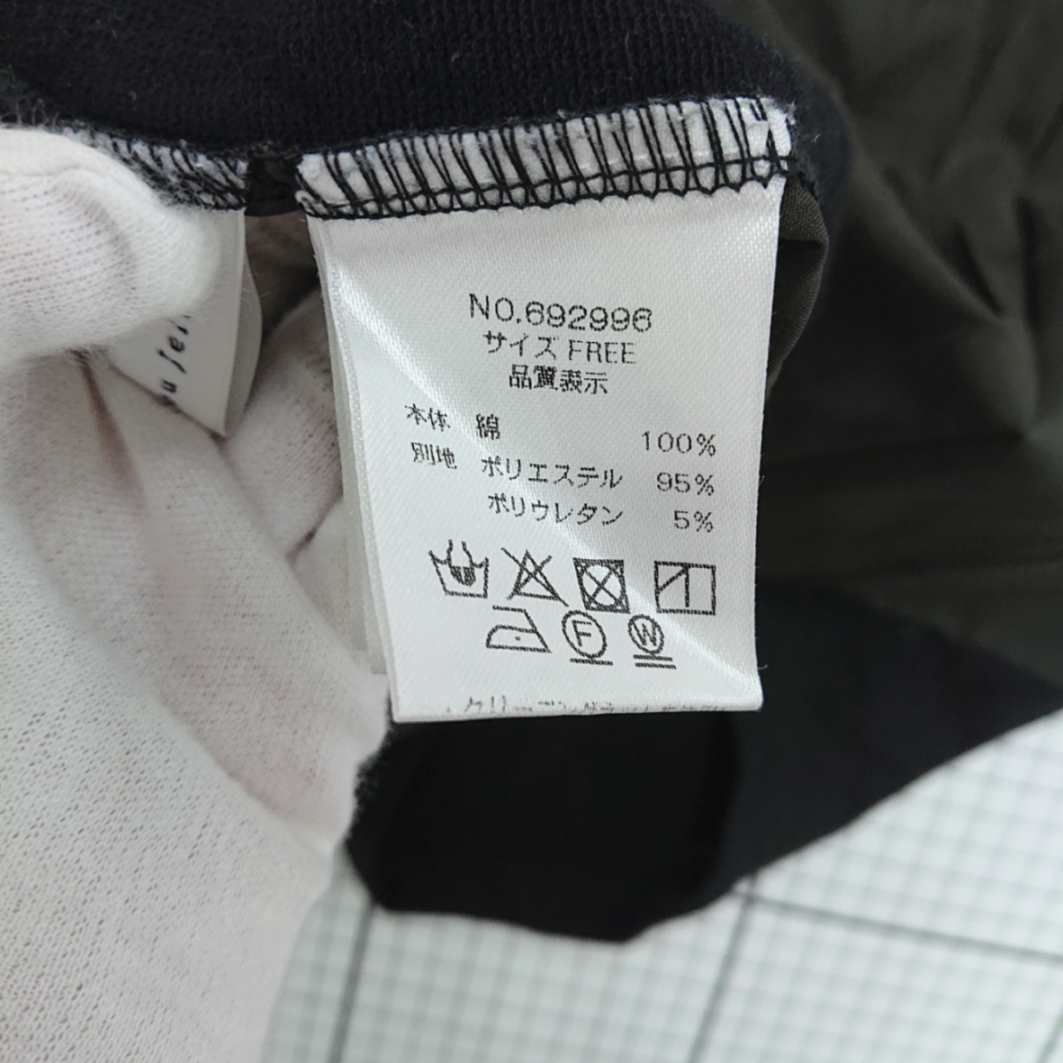 NO.692996
サイズ FREE
品質表示
本体 綿 100%
別地 ポリエステル 95%
ポリウレタン 5%
F W